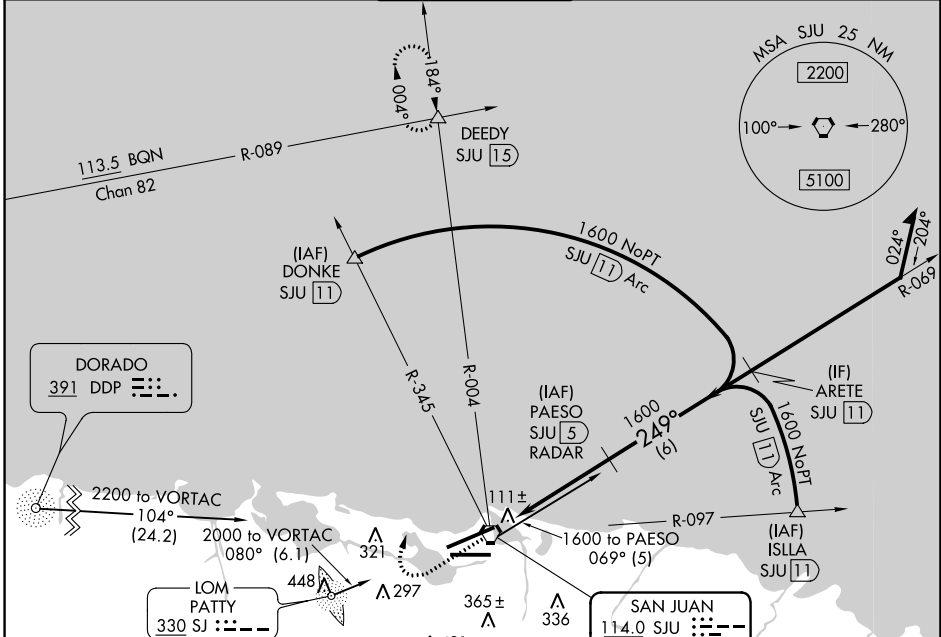 MSA SJU 25 NM
2200
100°
280°
5100
184°
004°
DEEDY
SJU 15
113.5 BQN
Chan 82
R-089
(IAF)
DONKE
SJU 11
1600 NoPT
SJU 11 Arc
024°
204°
R-069
DORADO
391 DDP
R-345
R-004
(IAF)
PAESO
SJU 5
RADAR
1600
249°
(6)
(IF)
ARETE
SJU 11
1600 NoPT
SJU 11 Arc
2200 to VORTAC
104°
(24.2)
2000 to VORTAC
080° (6.1)
111±
321
R-097
1600 to PAESO
069° (5)
(IAF)
ISLLA
SJU 11
448
297
LOM
PATTY
330 SJ
365±
336
SAN JUAN
114.0 SJU